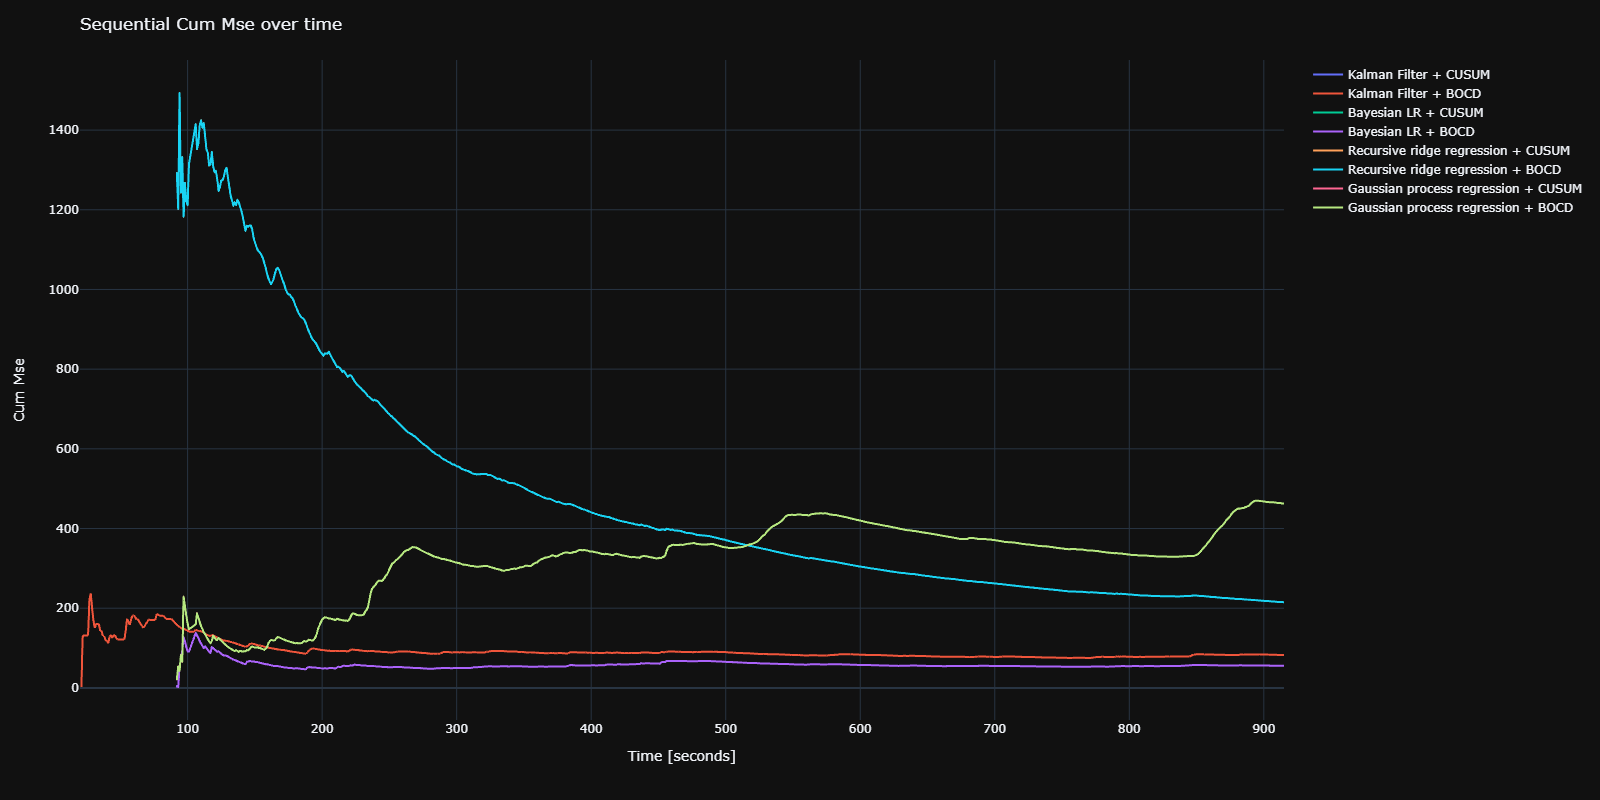 Sequential Cum Mse over time
Kalman Filter + CUSUM
Kalman Filter + BOCD
Bayesian LR + CUSUM
Bayesian LR + BOCD
Recursive ridge regression + CUSUM
Recursive ridge regression + BOCD
Gaussian process regression + CUSUM
Gaussian process regression + BOCD
Cum Mse
1400
1200
1000
800
600
400
200
0
100 200 300 400 500 600 700 800 900
Time [seconds]